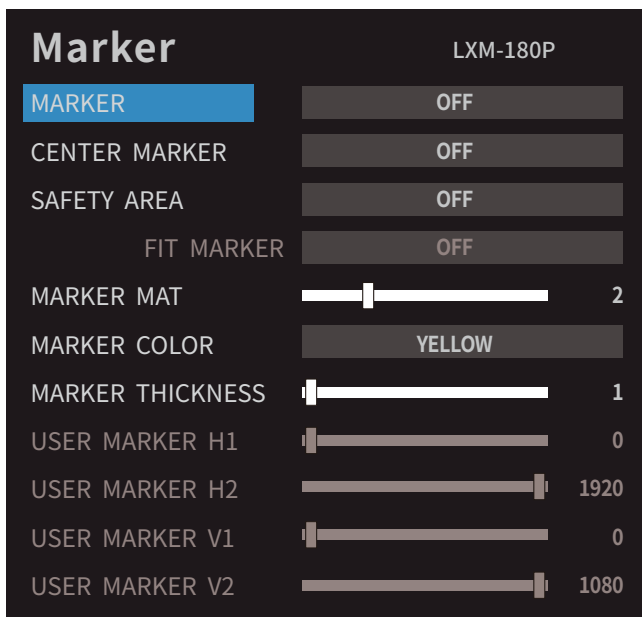 Marker LXM-180P
MARKER OFF
CENTER MARKER OFF
SAFETY AREA OFF
FIT MARKER OFF
MARKER MAT 2
MARKER COLOR YELLOW
MARKER THICKNESS 1
USER MARKER H1 0
USER MARKER H2 1920
USER MARKER V1 0
USER MARKER V2 1080